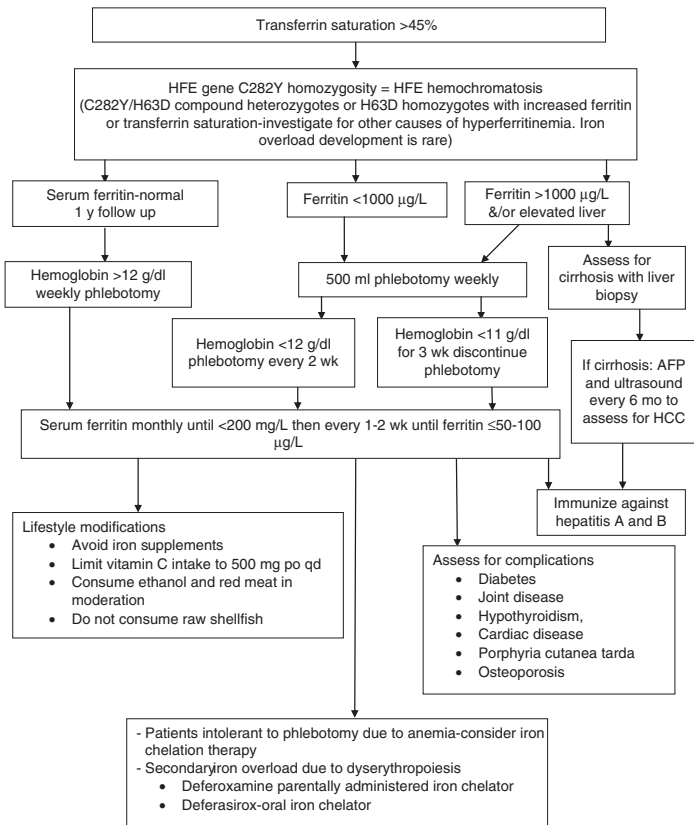 Transferrin saturation >45%
HFE gene C282Y homozygosity = HFE hemochromatosis
(C282Y/H63D compound heterozygotes or H63D homozygotes with increased ferritin
or transferrin saturation-investigate for other causes of hyperferritinemia. Iron
overload development is rare)
Serum ferritin-normal
1 y follow up
Ferritin <1000 µg/L
Ferritin >1000 µg/L
&/or elevated liver
Hemoglobin >12 g/dl
weekly phlebotomy
500 ml phlebotomy weekly
Assess for
cirrhosis with liver
biopsy
Hemoglobin <12 g/dl
phlebotomy every 2 wk
Hemoglobin <11 g/dl
for 3 wk discontinue
phlebotomy
If cirrhosis: AFP
and ultrasound
every 6 mo to
assess for HCC
Serum ferritin monthly until <200 mg/L then every 1-2 wk until ferritin ≤50-100
µg/L
Immunize against
hepatitis A and B
Lifestyle modifications
• Avoid iron supplements
• Limit vitamin C intake to 500 mg po qd
• Consume ethanol and red meat in
moderation
• Do not consume raw shellfish
Assess for complications
• Diabetes
• Joint disease
• Hypothyroidism,
• Cardiac disease
• Porphyria cutanea tarda
• Osteoporosis
- Patients intolerant to phlebotomy due to anemia-consider iron
chelation therapy
- Secondaryiron overload due to dyserythropoiesis
• Deferoxamine parentally administered iron chelator
• Deferasirox-oral iron chelator